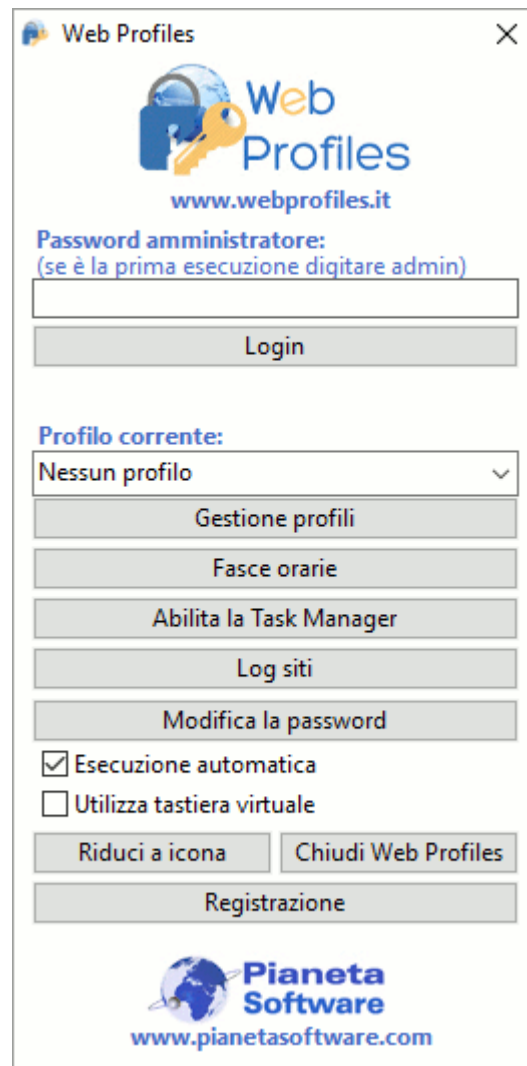 Web Profiles
Web
Profiles
www.webprofiles.it
Password amministratore:
(se è la prima esecuzione digitare admin)
Login
Profilo corrente:
Nessun profilo
Gestione profili
Fasce orarie
Abilita la Task Manager
Log siti
Modifica la password
Esecuzione automatica
Utilizza tastiera virtuale
Riduci a icona Chiudi Web Profiles
Registrazione
Pianeta
Software
www.pianetasoftware.com